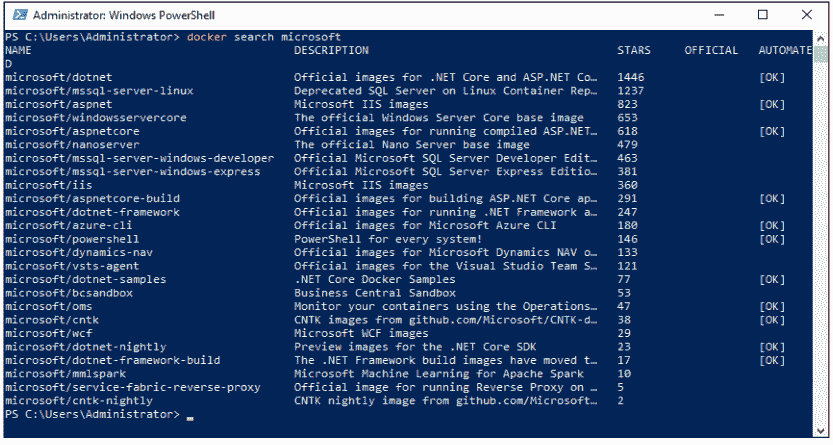 Administrator: Windows PowerShell
PS C:\Users\Administrator> docker search microsoft
NAME DESCRIPTION STARS OFFICIAL AUTOMATE
D
microsoft/dotnet Official images for .NET Core and ASP.NET Co… 1446 [OK]
microsoft/mssql-server-linux Deprecated SQL Server on Linux Container Rep… 1237
microsoft/aspnet Microsoft IIS images 823 [OK]
microsoft/windowsservercore The official Windows Server Core base image 653
microsoft/aspnetcore Official images for running compiled ASP.NET… 618 [OK]
microsoft/nanoserver The official Nano Server base image 479
microsoft/mssql-server-windows-developer Official Microsoft SQL Server Developer Edit… 463
microsoft/mssql-server-windows-express Official Microsoft SQL Server Express Editio… 381
microsoft/iis Microsoft IIS images 360
microsoft/aspnetcore-build Official images for building ASP.NET Core ap… 291 [OK]
microsoft/dotnet-framework Official images for running .NET Framework a… 247
microsoft/azure-cli Official images for Microsoft Azure CLI 180 [OK]
microsoft/powershell PowerShell for every system! 146 [OK]
microsoft/dynamics-nav Official images for Microsoft Dynamics NAV o… 133
microsoft/vsts-agent Official images for the Visual Studio Team S… 121
microsoft/dotnet-samples .NET Core Docker Samples 77 [OK]
microsoft/bcsandbox Business Central Sandbox 53
microsoft/oms Monitor your containers using the Operations… 47 [OK]
microsoft/cntk CNTK images from github.com/Microsoft/CNTK-d… 38 [OK]
microsoft/wcf Microsoft WCF images 29
microsoft/dotnet-nightly Preview images for the .NET Core SDK 23 [OK]
microsoft/dotnet-framework-build The .NET Framework build images have moved t… 17 [OK]
microsoft/mmlspark Microsoft Machine Learning for Apache Spark 10
microsoft/service-fabric-reverse-proxy Official image for running Reverse Proxy on … 5
microsoft/cntk-nightly CNTK nightly image from github.com/Microsoft… 2
PS C:\Users\Administrator>